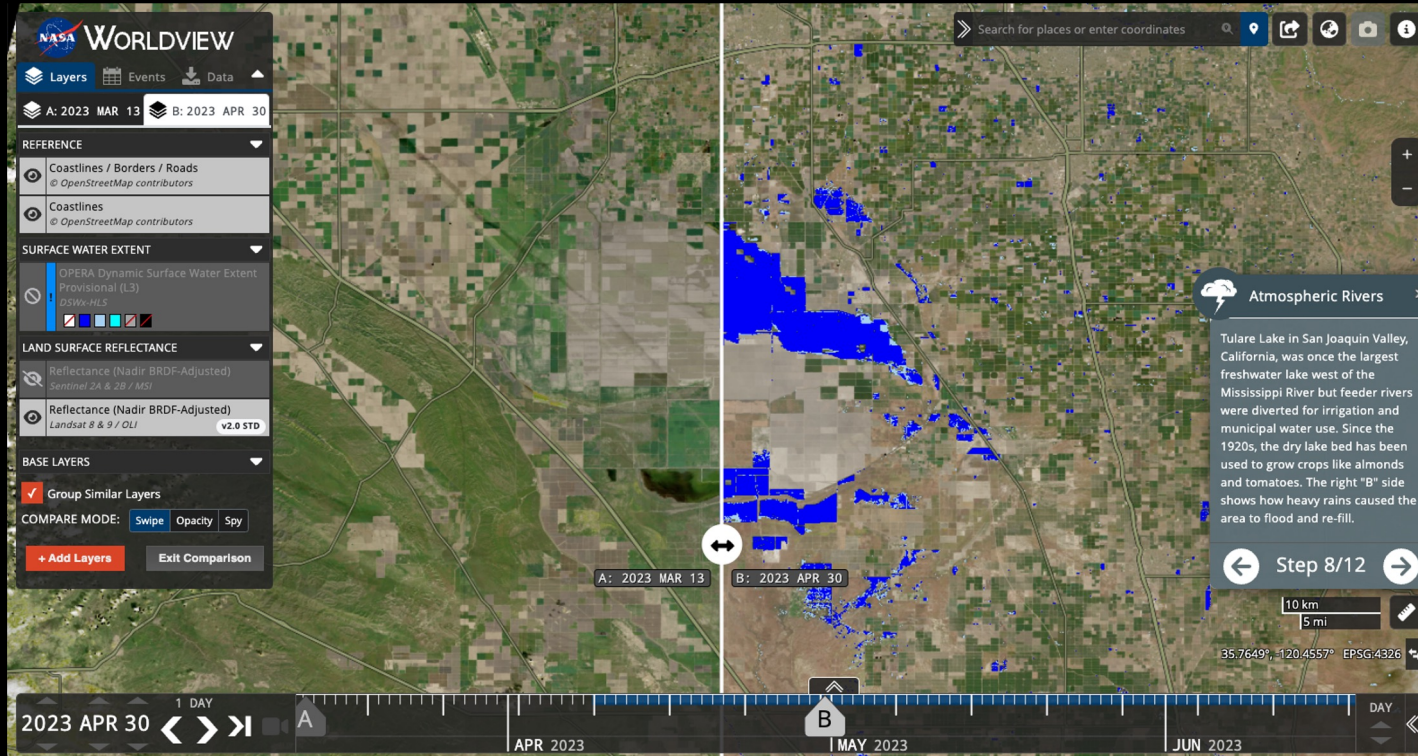 NASA WORLDVIEW
Layers Events Data
A: 2023 MAR 13 B: 2023 APR 30
REFERENCE
Coastlines / Borders / Roads
© OpenStreetMap contributors
Coastlines
© OpenStreetMap contributors
SURFACE WATER EXTENT
OPERA Dynamic Surface Water Extent
Provisional (L3)
DSWx-HLS
LAND SURFACE REFLECTANCE
Reflectance (Nadir BRDF-Adjusted)
Sentinel 2A & 2B / MSI
Reflectance (Nadir BRDF-Adjusted)
Landsat 8 & 9 / OLI
v2.0 STD
BASE LAYERS
Group Similar Layers
COMPARE MODE: Swipe Opacity Spy
+ Add Layers Exit Comparison
Search for places or enter coordinates
Atmospheric Rivers
Tulare Lake in San Joaquin Valley,
California, was once the largest
freshwater lake west of the
Mississippi River but feeder rivers
were diverted for irrigation and
municipal water use. Since the
1920s, the dry lake bed has been
used to grow crops like almonds
and tomatoes. The right "B" side
shows how heavy rains caused the
area to flood and re-fill.
Step 8/12
A: 2023 MAR 13 B: 2023 APR 30
10 km
5 mi
35.7649°, -120.4557° EPSG:4326
1 DAY
2023 APR 30
A
B
APR 2023
MAY 2023
JUN 2023
DAY